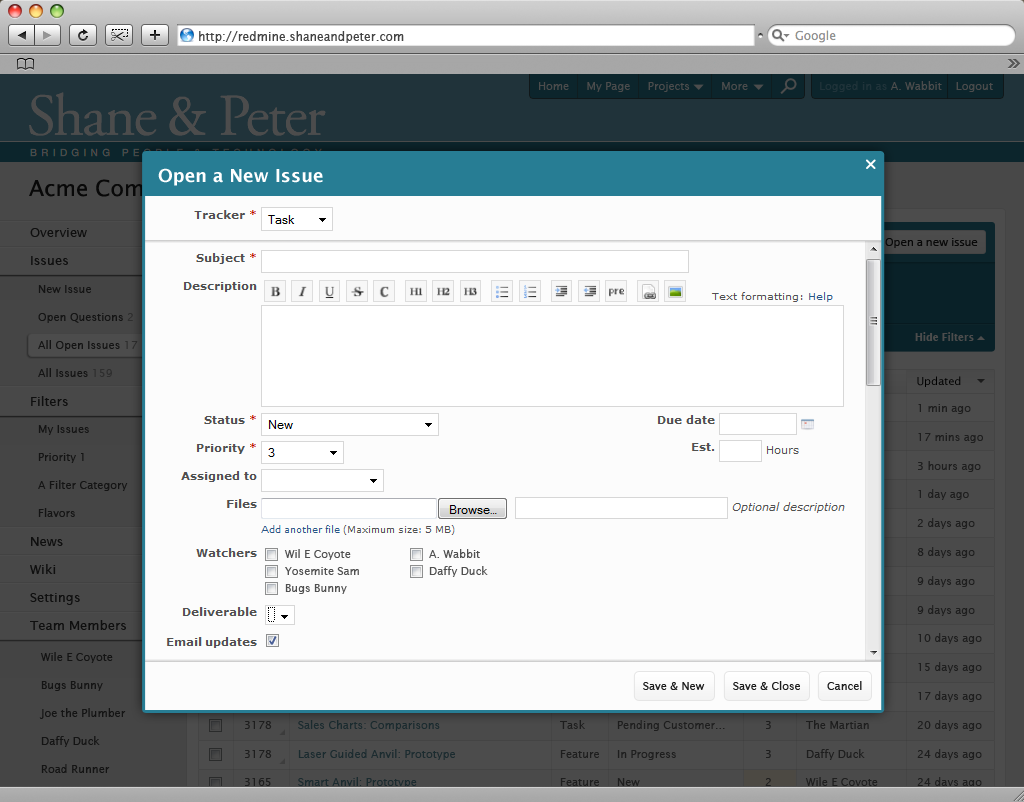 http://redmine.shaneandpeter.com
Google
Home My Page Projects More Logged in as A. Wabbit Logout
Shane & Peter
BRIDGING PEOPLE & TECHNOLOGY
Acme Com
Open a New Issue
Tracker * Task
Overview
Issues
New Issue
Open Questions 2
All Open Issues 17
All Issues 159
Filters
My Issues
Priority 1
A Filter Category
Flavors
News
Wiki
Settings
Team Members
Wile E Coyote
Bugs Bunny
Joe the Plumber
Daffy Duck
Road Runner
Subject *
Description B I U S C H1 H2 H3 pre Text formatting: Help
Status * New Due date
Priority * 3 Est. Hours
Assigned to
Files Browse... Optional description
Add another file (Maximum size: 5 MB)
Watchers Wil E Coyote A. Wabbit
Yosemite Sam Daffy Duck
Bugs Bunny
Deliverable
Email updates
Save & New Save & Close Cancel
Open a new issue
Hide Filters
Updated
1 min ago
17 mins ago
3 hours ago
1 day ago
2 days ago
8 days ago
9 days ago
9 days ago
10 days ago
15 days ago
17 days ago
3178 Sales Charts: Comparisons Task Pending Customer... 3 The Martian 20 days ago
3178 Laser Guided Anvil: Prototype Feature In Progress 3 Daffy Duck 24 days ago
3165 Smart Anvil: Prototype Feature New 2 Wile E Coyote 24 days ago